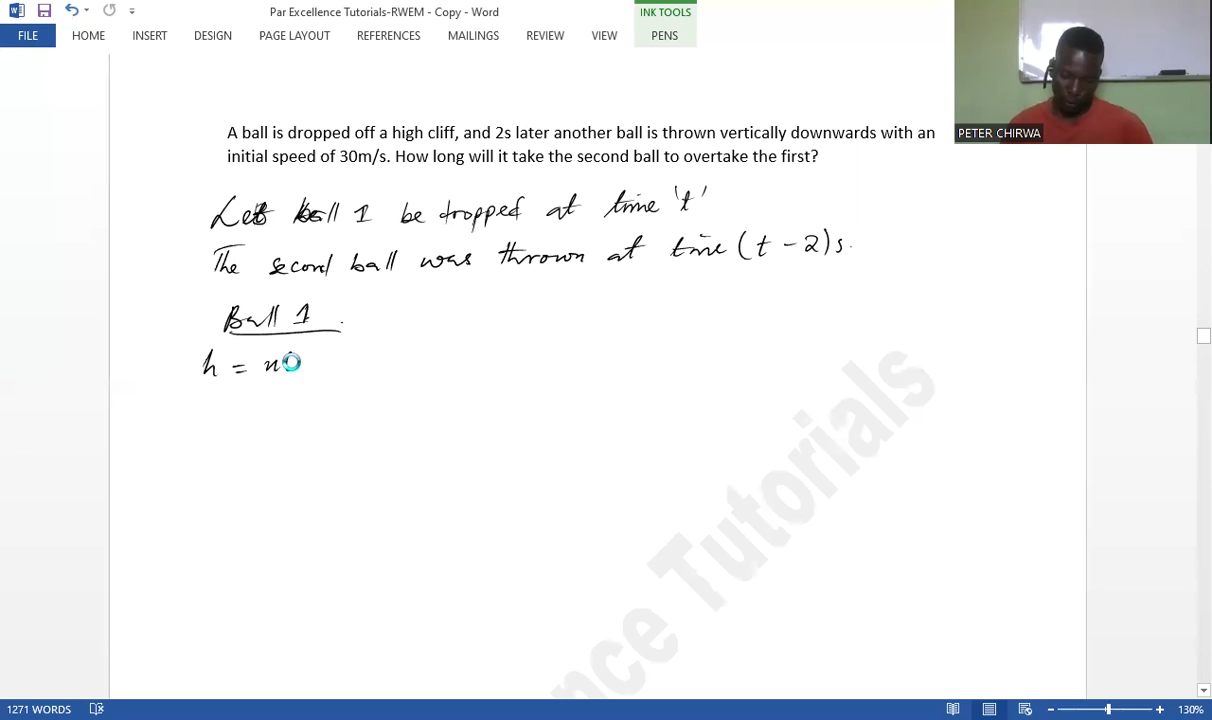 Par Excellence Tutorials-RWEM - Copy - Word
INK TOOLS
FILE HOME INSERT DESIGN PAGE LAYOUT REFERENCES MAILINGS REVIEW VIEW PENS
PETER CHIRWA
A ball is dropped off a high cliff, and 2s later another ball is thrown vertically downwards with an
initial speed of 30m/s. How long will it take the second ball to overtake the first?
Let ball 1 be dropped at time 't'
The second ball was thrown at time (t - 2)s.
Ball 1
h = u
nce Tutorials
1271 WORDS
130%